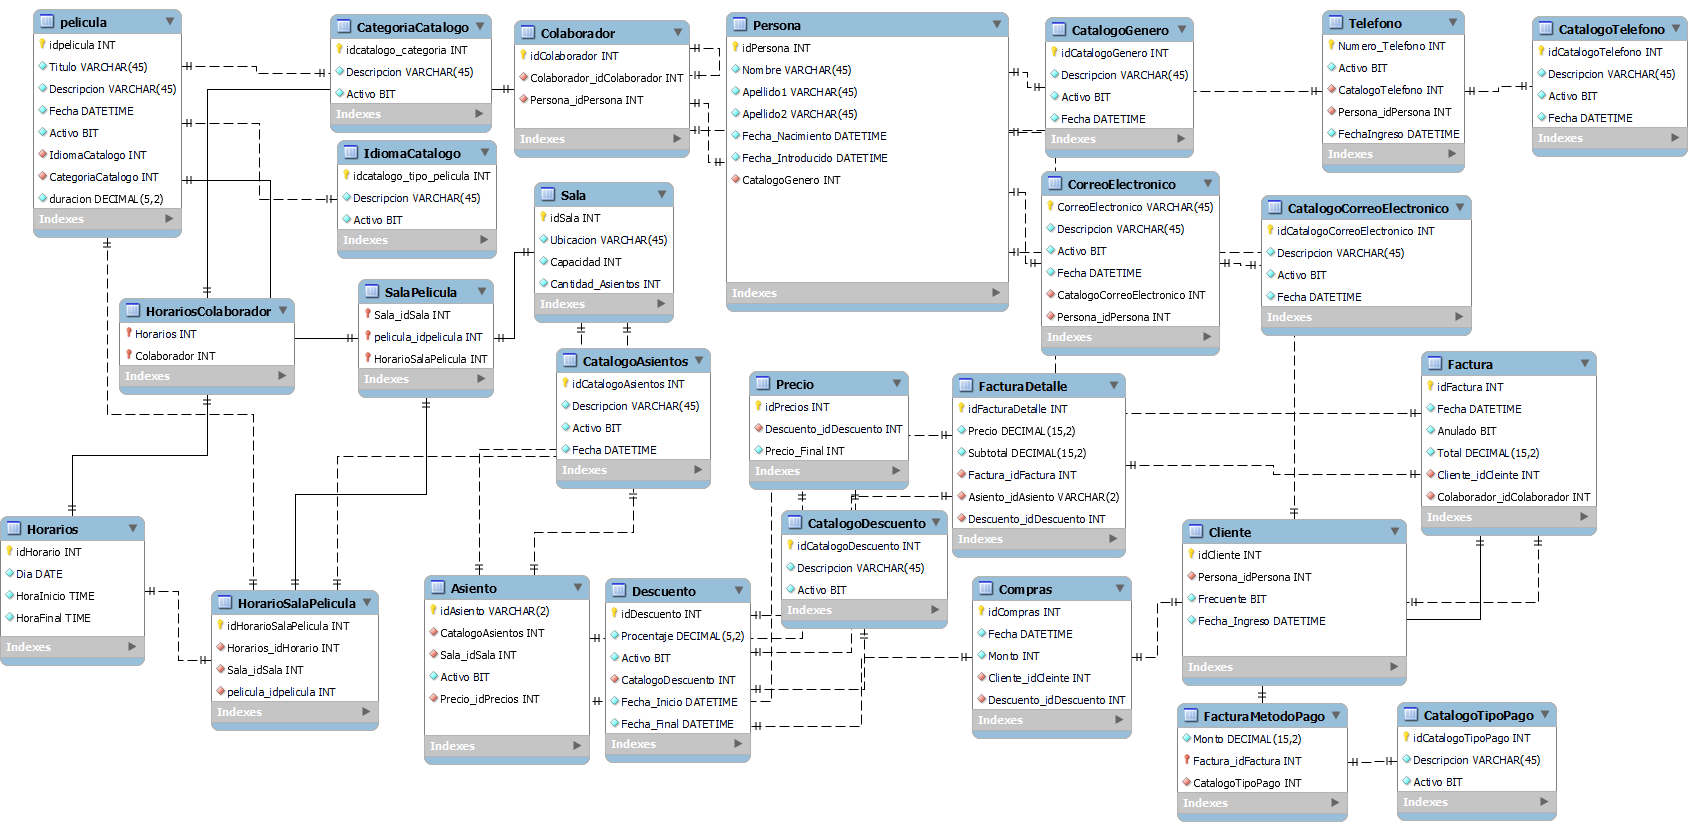 pelicula
idpelicula INT
Titulo VARCHAR(45)
Descripcion VARCHAR(45)
Fecha DATETIME
Activo BIT
IdiomaCatalogo INT
CategoriaCatalogo INT
duracion DECIMAL(5,2)
Indexes
CategoriaCatalogo
idcatalogo_categoria INT
Descripcion VARCHAR(45)
Activo BIT
Indexes
IdiomaCatalogo
idcatalogo_tipo_pelicula INT
Descripcion VARCHAR(45)
Activo BIT
Indexes
Colaborador
idColaborador INT
Colaborador_idColaborador INT
Persona_idPersona INT
Indexes
Persona
idPersona INT
Nombre VARCHAR(45)
Apellido1 VARCHAR(45)
Apellido2 VARCHAR(45)
Fecha_Nacimiento DATETIME
Fecha_Introducido DATETIME
CatalogoGenero INT
Indexes
CatalogoGenero
idCatalogoGenero INT
Descripcion VARCHAR(45)
Activo BIT
Fecha DATETIME
Indexes
Telefono
Numero_Telefono INT
Activo BIT
CatalogoTelefono INT
Persona_idPersona INT
FechaIngreso DATETIME
Indexes
CatalogoTelefono
idCatalogoTelefono INT
Descripcion VARCHAR(45)
Activo BIT
Fecha DATETIME
Indexes
Sala
idSala INT
Ubicacion VARCHAR(45)
Capacidad INT
Cantidad_Asientos INT
Indexes
CorreoElectronico
CorreoElectronico VARCHAR(45)
Descripcion VARCHAR(45)
Activo BIT
Fecha DATETIME
CatalogoCorreoElectronico INT
Persona_idPersona INT
Indexes
CatalogoCorreoElectronico
idCatalogoCorreoElectronico INT
Descripcion VARCHAR(45)
Activo BIT
Fecha DATETIME
Indexes
HorariosColaborador
Horarios INT
Colaborador INT
Indexes
SalaPelicula
Sala_idSala INT
pelicula_idpelicula INT
HorarioSalaPelicula INT
Indexes
CatalogoAsientos
idCatalogoAsientos INT
Descripcion VARCHAR(45)
Activo BIT
Fecha DATETIME
Indexes
Precio
idPrecios INT
Descuento_idDescuento INT
Precio_Final INT
Indexes
FacturaDetalle
idFacturaDetalle INT
Precio DECIMAL(15,2)
Subtotal DECIMAL(15,2)
Factura_idFactura INT
Asiento_idAsiento VARCHAR(2)
Descuento_idDescuento INT
Indexes
Factura
idFactura INT
Fecha DATETIME
Anulado BIT
Total DECIMAL(15,2)
Cliente_idCleinte INT
Colaborador_idColaborador INT
Indexes
Horarios
idHorario INT
Dia DATE
HoraInicio TIME
HoraFinal TIME
Indexes
HorarioSalaPelicula
idHorarioSalaPelicula INT
Horarios_idHorario INT
Sala_idSala INT
pelicula_idpelicula INT
Indexes
Asiento
idAsiento VARCHAR(2)
CatalogoAsientos INT
Sala_idSala INT
Activo BIT
Precio_idPrecios INT
Indexes
Descuento
idDescuento INT
Procentaje DECIMAL(5,2)
Activo BIT
CatalogoDescuento INT
Fecha_Inicio DATETIME
Fecha_Final DATETIME
Indexes
CatalogoDescuento
idCatalogoDescuento INT
Descripcion VARCHAR(45)
Activo BIT
Indexes
Compras
idCompras INT
Fecha DATETIME
Monto INT
Cliente_idCleinte INT
Descuento_idDescuento INT
Indexes
Cliente
idCliente INT
Persona_idPersona INT
Frecuente BIT
Fecha_Ingreso DATETIME
Indexes
FacturaMetodoPago
Monto DECIMAL(15,2)
Factura_idFactura INT
CatalogoTipoPago INT
Indexes
CatalogoTipoPago
idCatalogoTipoPago INT
Descripcion VARCHAR(45)
Activo BIT
Indexes